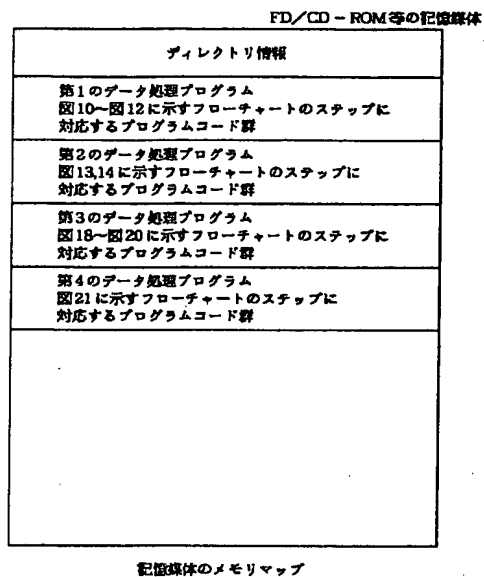 FD／CD－ROM等の記憶媒体
ディレクトリ情報
第1のデータ処理プログラム
図10～図12に示すフローチャートのステップに
対応するプログラムコード群
第2のデータ処理プログラム
図13,14に示すフローチャートのステップに
対応するプログラムコード群
第3のデータ処理プログラム
図18～図20に示すフローチャートのステップに
対応するプログラムコード群
第4のデータ処理プログラム
図21に示すフローチャートのステップに
対応するプログラムコード群
記憶媒体のメモリマップ